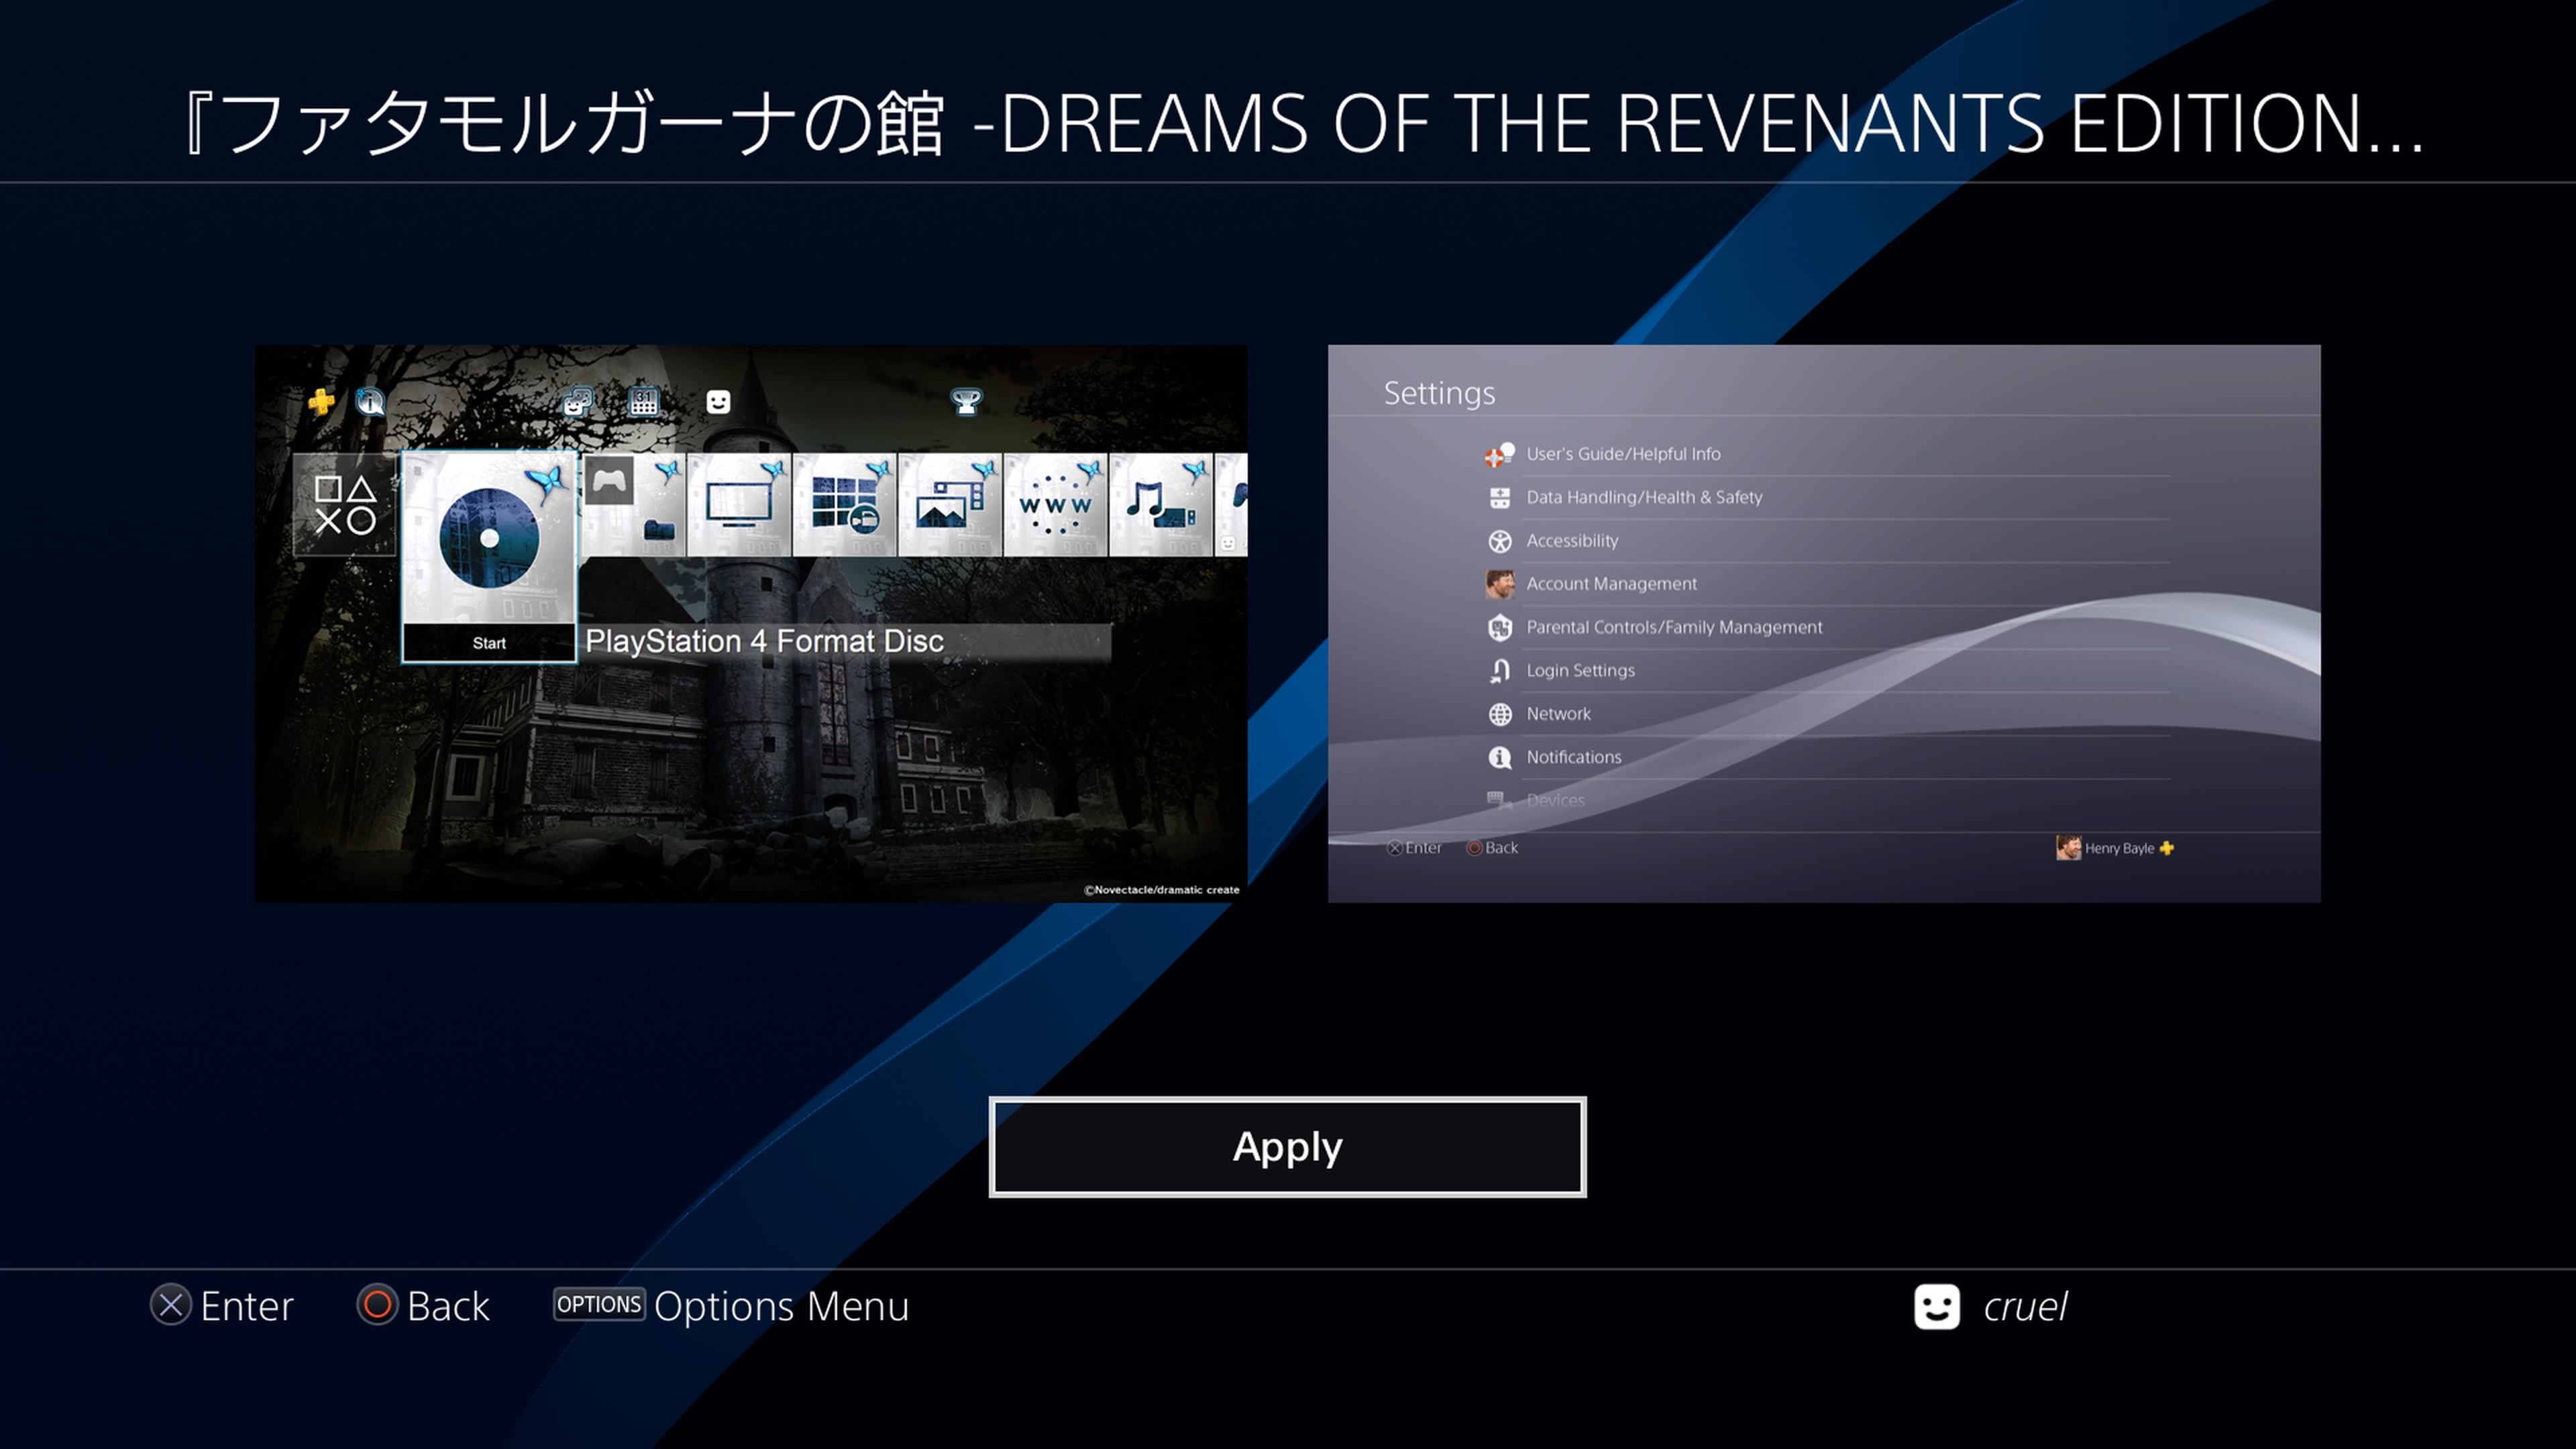 『ファタモルガーナの館 -DREAMS OF THE REVENANTS EDITION...
31
Start
PlayStation 4 Format Disc
WWW
©Novectacle/dramatic create
Settings
User's Guide/Helpful Info
Data Handling/Health & Safety
Accessibility
Account Management
Parental Controls/Family Management
Login Settings
Network
Notifications
Devices
Enter
Back
Henry Bayle
Apply
Enter
Back
OPTIONS Options Menu
cruel